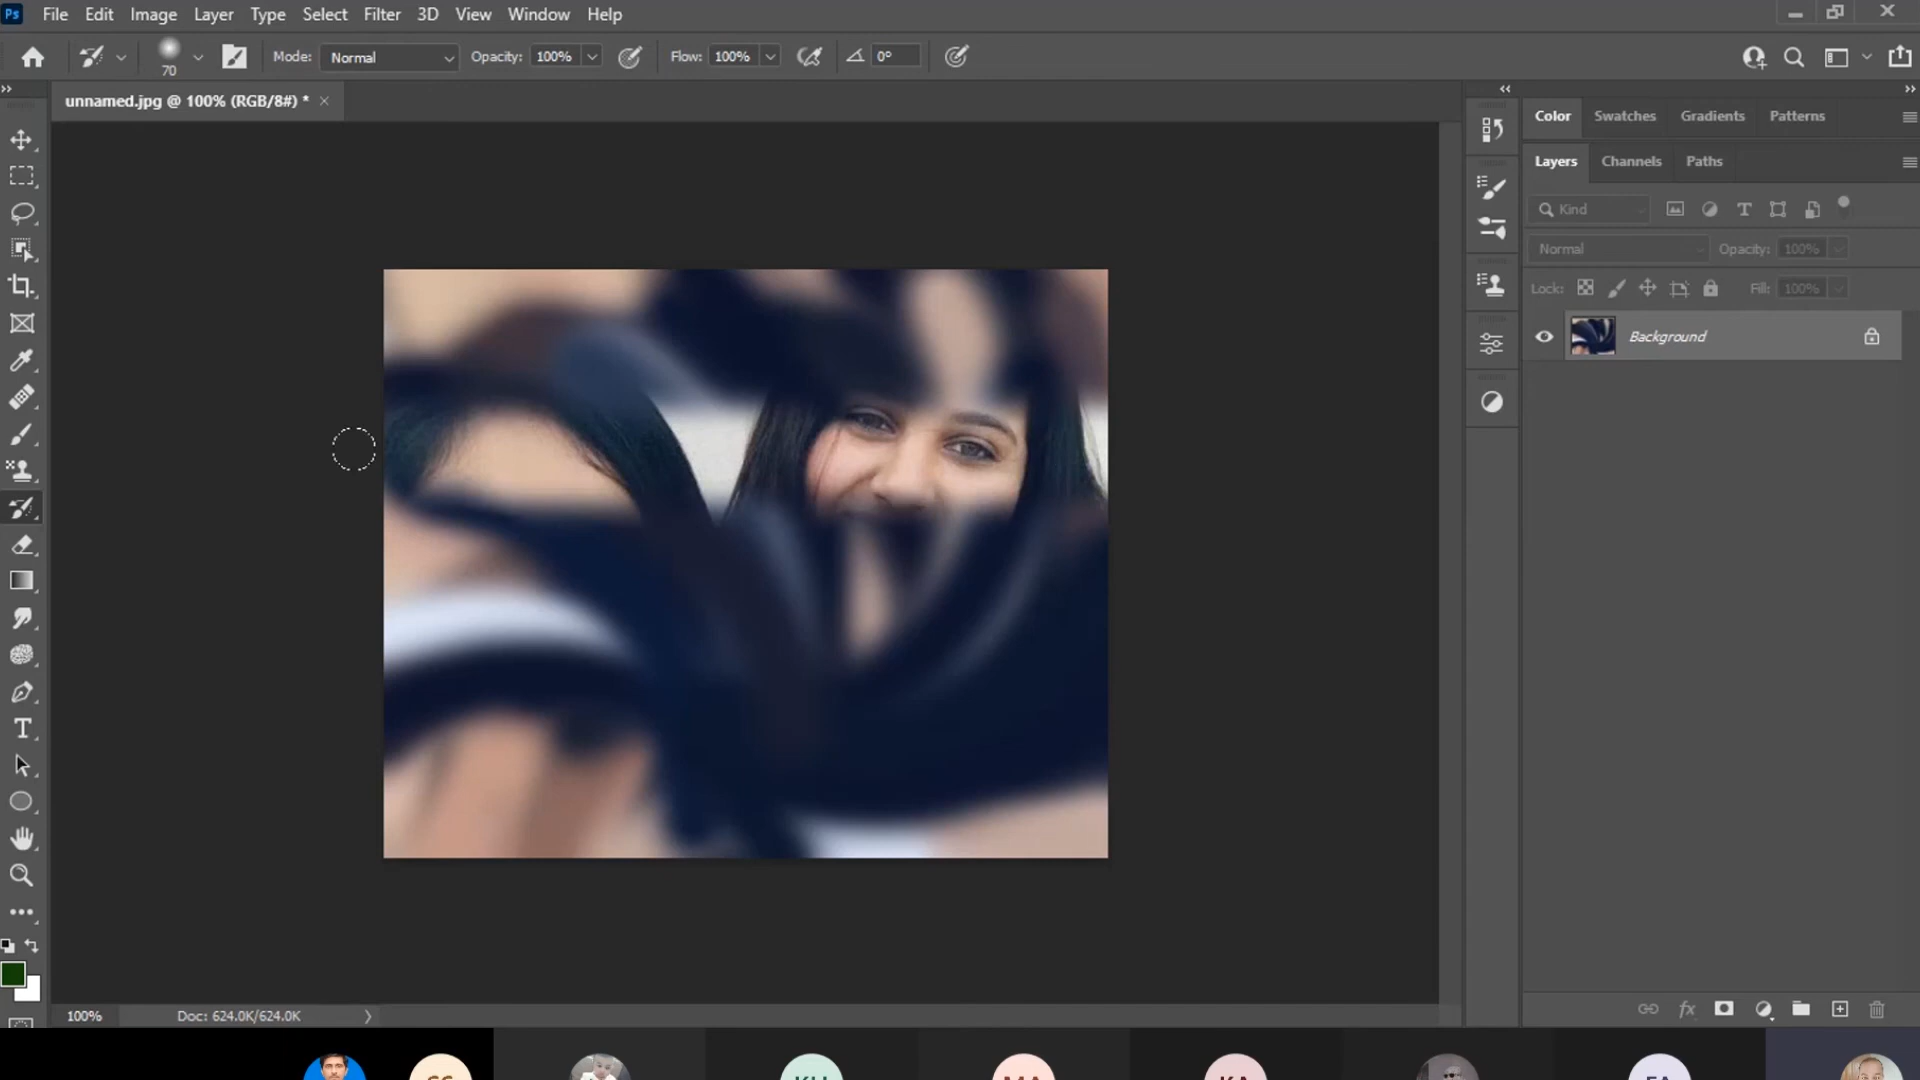 Ps File Edit Image Layer Type Select Filter 3D View Window Help
70 Mode: Normal Opacity: 100% Flow: 100% 0°
unnamed.jpg @ 100% (RGB/8#) *
Color Swatches Gradients Patterns
Layers Channels Paths
Kind
Normal Opacity: 100%
Lock: Fill: 100%
Background
fx
100% Doc: 624.0K/624.0K